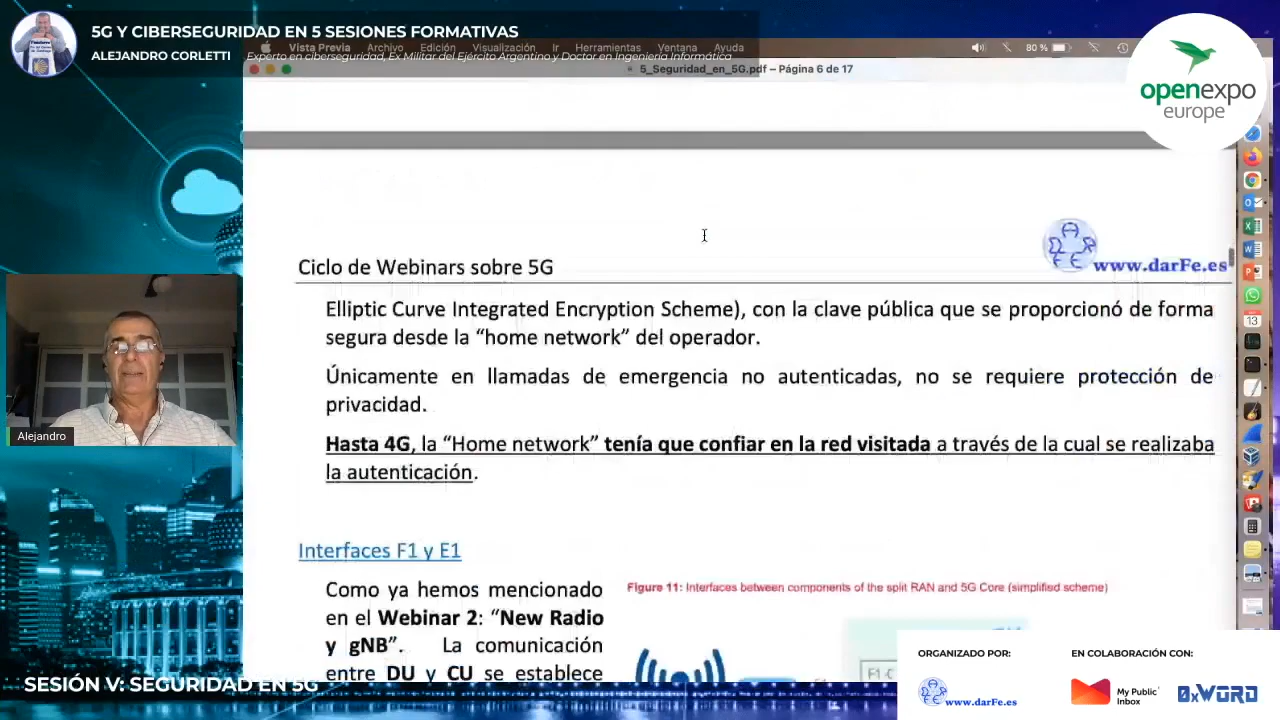 5G Y CIBERSEGURIDAD EN 5 SESIONES FORMATIVAS
ALEJANDRO CORLETTI Experto en ciberseguridad, Ex Militar del Ejército Argentino y Doctor en Ingeniería Informática
Vista Previa Archivo Edición Visualización Ir Herramientas Ventana Ayuda
80 %
5_Seguridad_en_5G.pdf – Página 6 de 17
openexpo
europe
Ciclo de Webinars sobre 5G
www.darFe.es
Elliptic Curve Integrated Encryption Scheme), con la clave pública que se proporcionó de forma
segura desde la “home network” del operador.
Únicamente en llamadas de emergencia no autenticadas, no se requiere protección de
privacidad.
Hasta 4G, la “Home network” tenía que confiar en la red visitada a través de la cual se realizaba
la autenticación.
Interfaces F1 y E1
Como ya hemos mencionado
en el Webinar 2: “New Radio
y gNB”. La comunicación
entre DU y CU se establece
Figure 11: Interfaces between components of the split RAN and 5G Core (simplified scheme)
F1-C
Alejandro
13
SESIÓN V: SEGURIDAD EN 5G
ORGANIZADO POR:
www.darFe.es
EN COLABORACIÓN CON:
My Public
Inbox
0xWORD